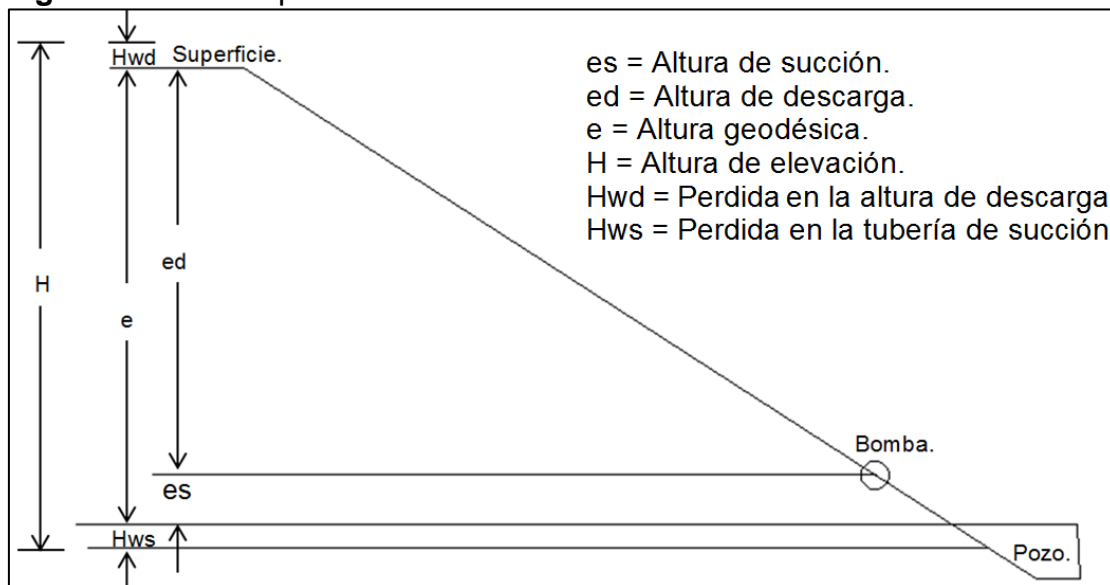 Hwd Superficie.
es = Altura de succión.
ed = Altura de descarga.
e = Altura geodésica.
H = Altura de elevación.
Hwd = Perdida en la altura de descarga
Hws = Perdida en la tubería de succión
ed
H
e
Bomba.
es
Hws
Pozo.